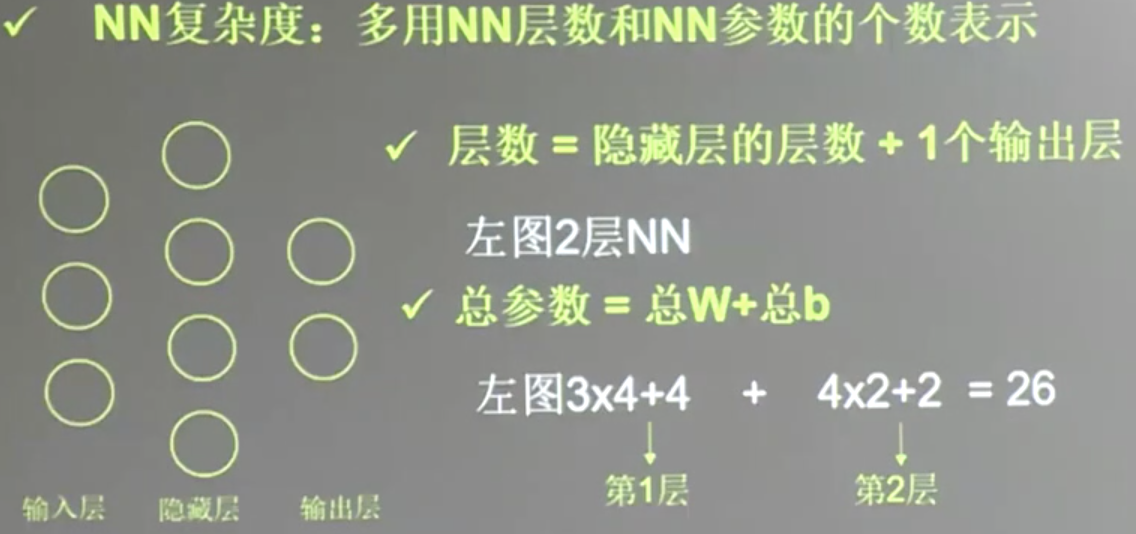 ✓ NN复杂度：多用NN层数和NN参数的个数表示
✓ 层数 = 隐藏层的层数 + 1个输出层
左图2层NN
✓ 总参数 = 总W+总b
左图3x4+4 + 4x2+2 = 26
第1层 第2层
输入层 隐藏层 输出层